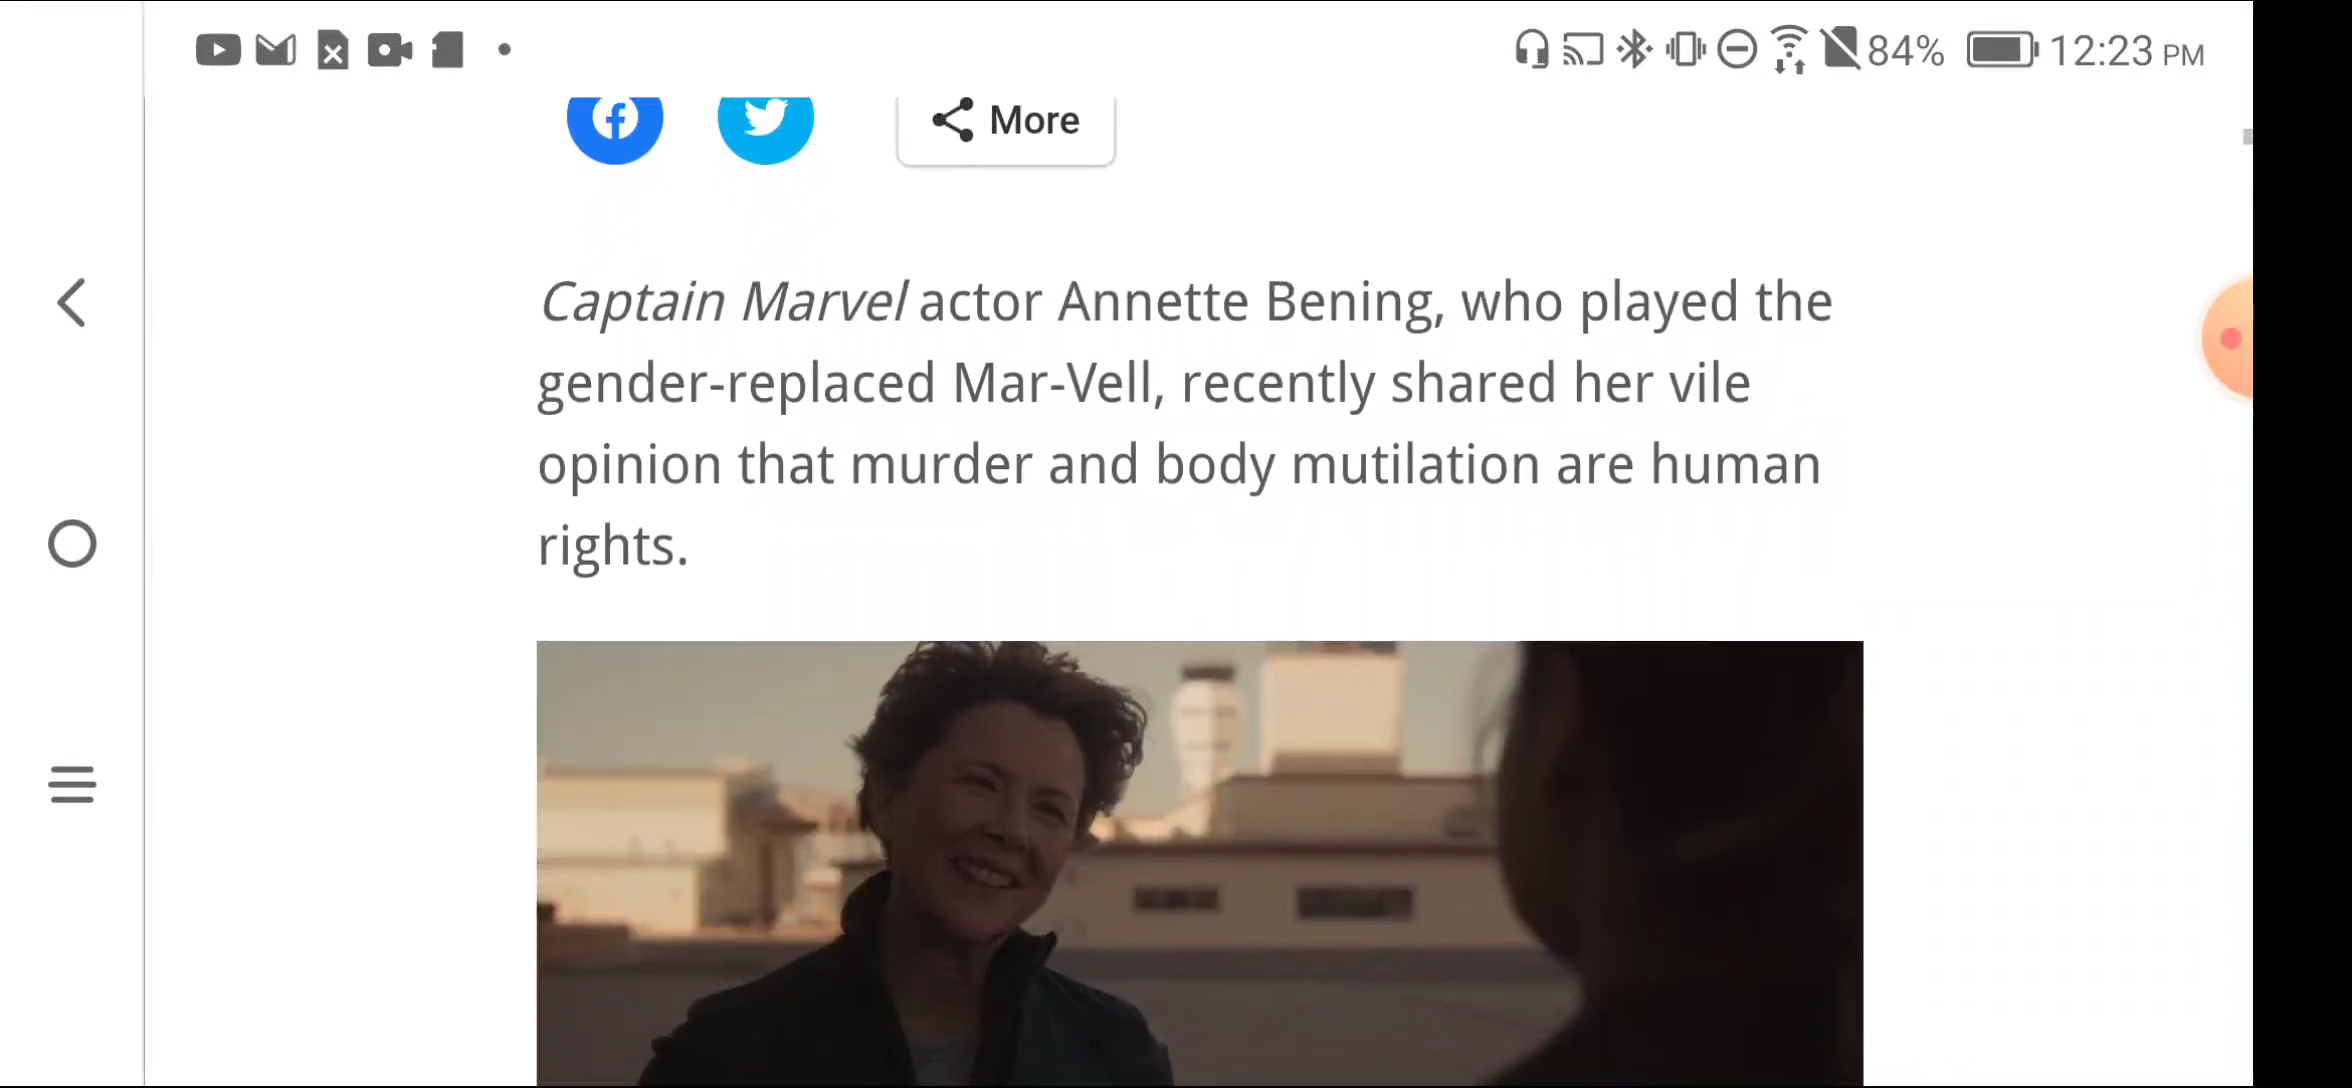 84% 12:23 PM
More
Captain Marvel actor Annette Bening, who played the
gender-replaced Mar-Vell, recently shared her vile
opinion that murder and body mutilation are human
rights.